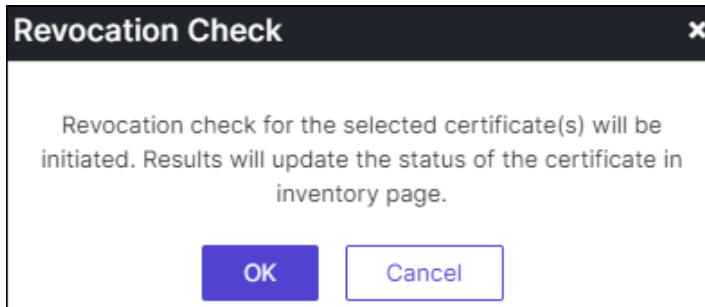 Revocation Check
Revocation check for the selected certificate(s) will be
initiated. Results will update the status of the certificate in
inventory page.
OK
Cancel